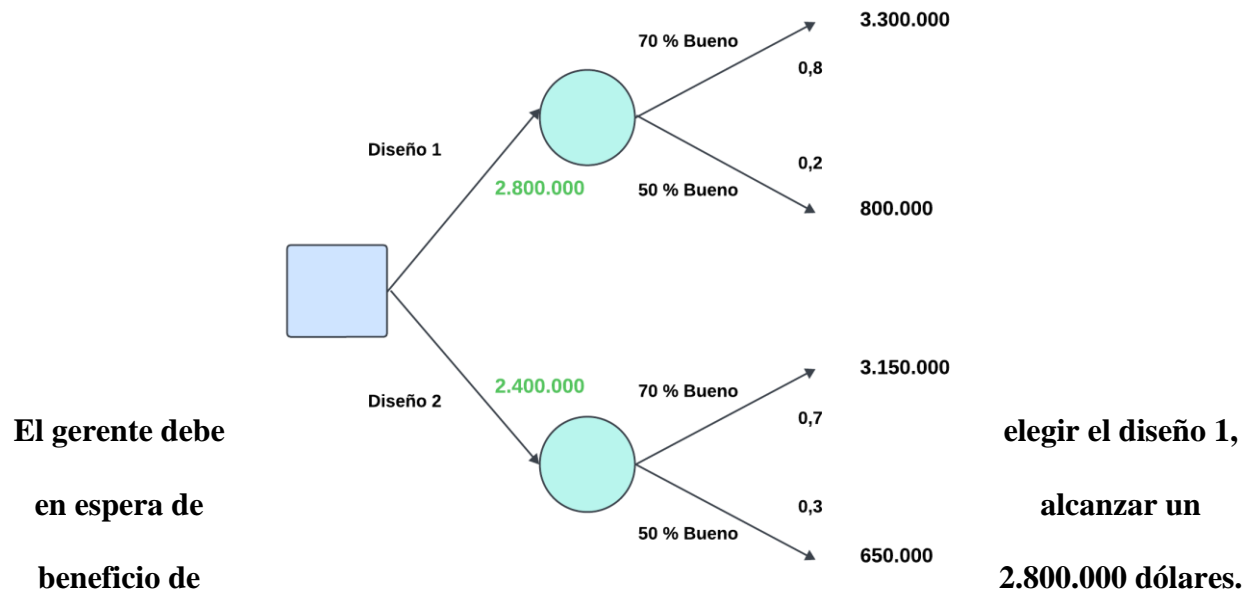 3.300.000
70 % Bueno
0,8
Diseño 1
0,2
2.800.000
50 % Bueno
800.000
3.150.000
2.400.000
70 % Bueno
Diseño 2
0,7
El gerente debe elegir el diseño 1,
en espera de alcanzar un
0,3
50 % Bueno
650.000
beneficio de 2.800.000 dólares.